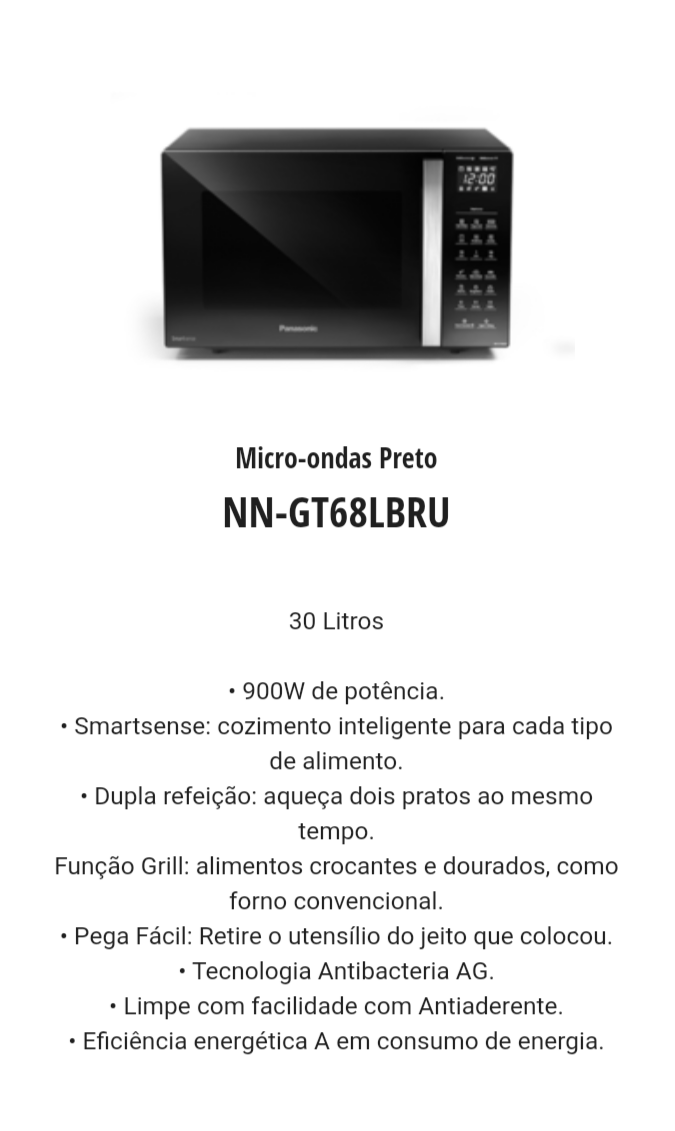 12:00
Panasonic
Micro-ondas Preto
NN-GT68LBRU
30 Litros
• 900W de potência.
• Smartsense: cozimento inteligente para cada tipo
de alimento.
• Dupla refeição: aqueça dois pratos ao mesmo
tempo.
Função Grill: alimentos crocantes e dourados, como
forno convencional.
• Pega Fácil: Retire o utensílio do jeito que colocou.
• Tecnologia Antibacteria AG.
• Limpe com facilidade com Antiaderente.
• Eficiência energética A em consumo de energia.